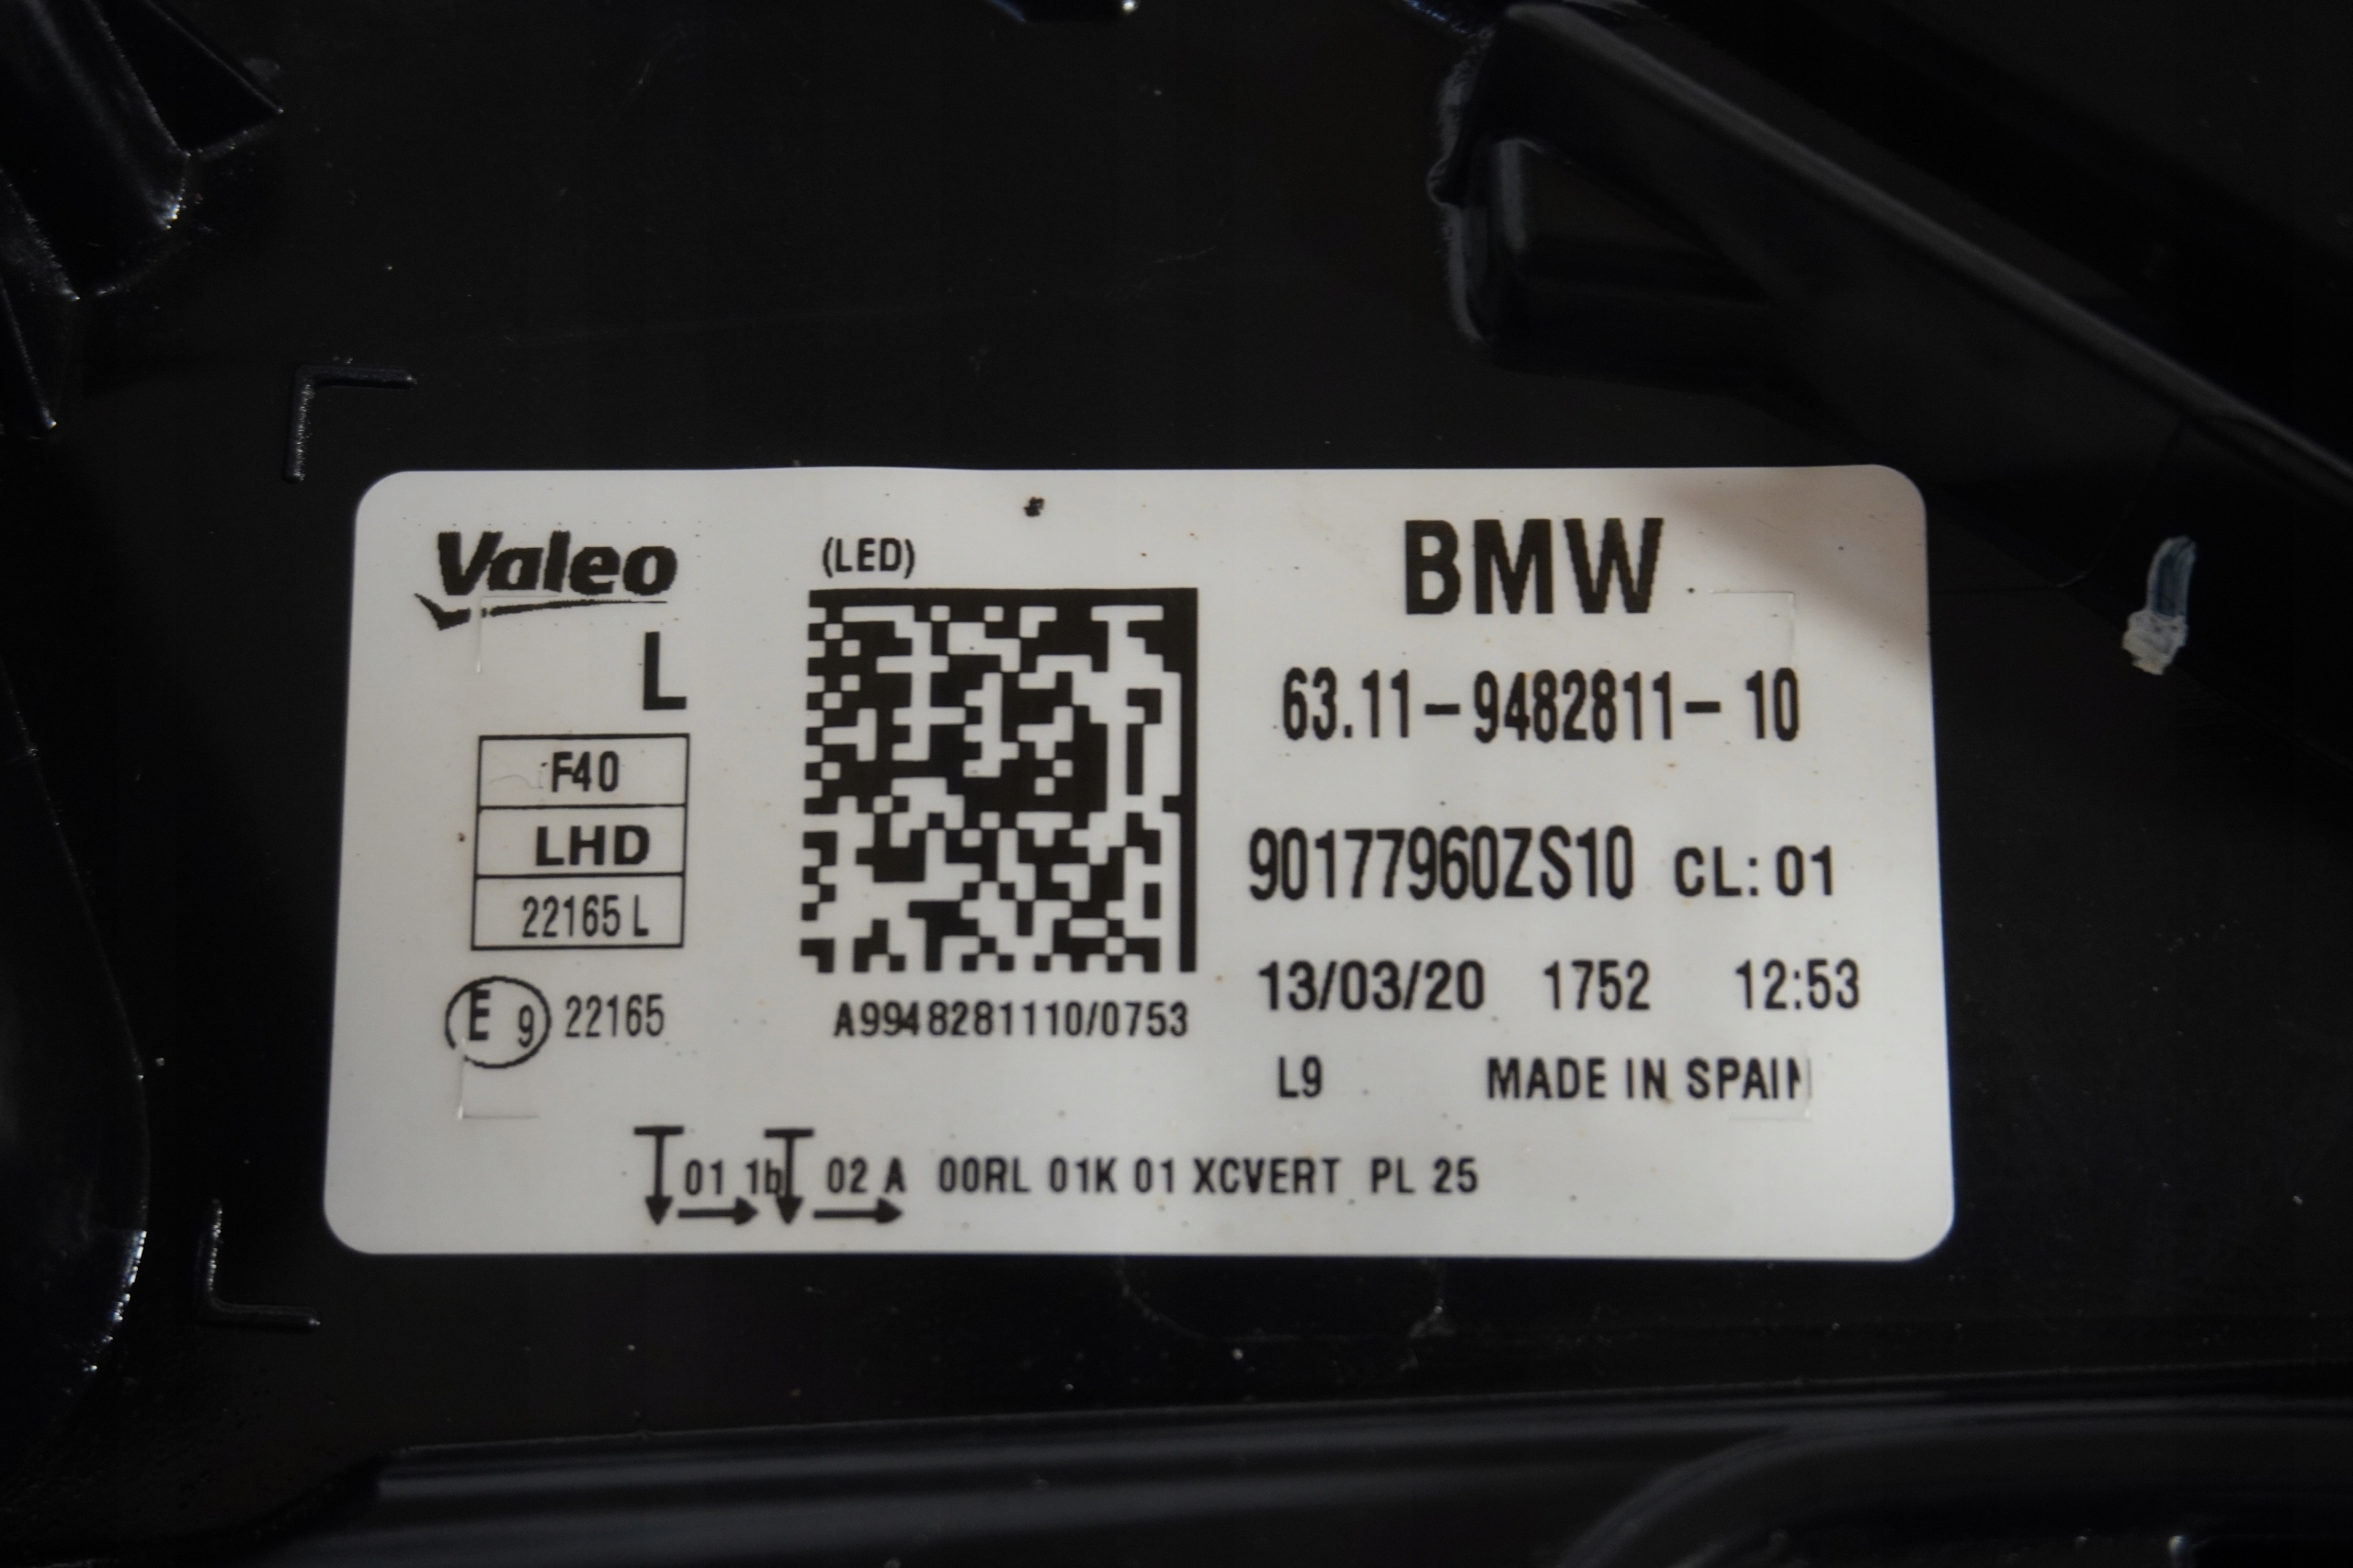 Valeo
L
F40
LHD
22165 L
E 9 22165
(LED)
A9948281110/0753
BMW
63.11-9482811-10
90177960ZS10 CL: 01
13/03/20 1752 12:53
L9 MADE IN SPAIN
01 1b 02 A 00RL 01K 01 XCVERT PL 25